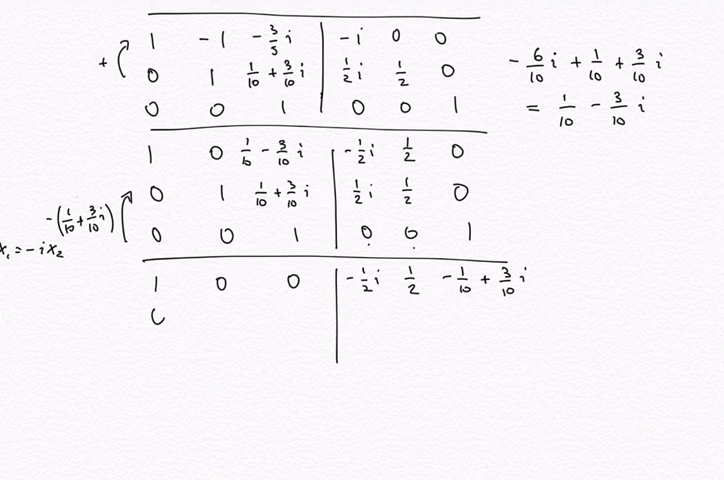 1 -1 -3/5 i | -i 0 0
+ 0 1 1/10 + 3/10 i | 1/2 i 1/2 0
0 0 1 | 0 0 1
-6/10 i + 1/10 + 3/10 i
= 1/10 - 3/10 i
1 0 1/10 - 3/10 i | -1/2 i 1/2 0
0 1 1/10 + 3/10 i | 1/2 i 1/2 0
-(1/10 + 3/10 i) 0 0 1 | 0 0 1
x₁ = -i x₂
1 0 0 | -1/2 i 1/2 -1/10 + 3/10 i
0